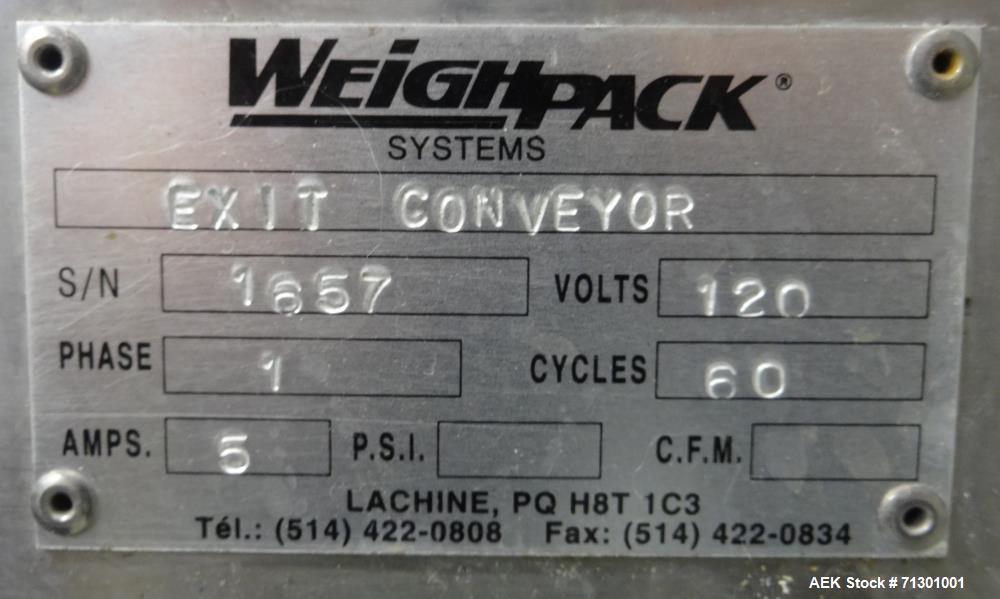 WEiGHPACK®
SYSTEMS
EXIT CONVEYOR
S/N 1657 VOLTS 120
PHASE 1 CYCLES 60
AMPS. 5 P.S.I. C.F.M.
LACHINE, PQ H8T 1C3
Tél.: (514) 422-0808 Fax: (514) 422-0834
AEK Stock # 71301001